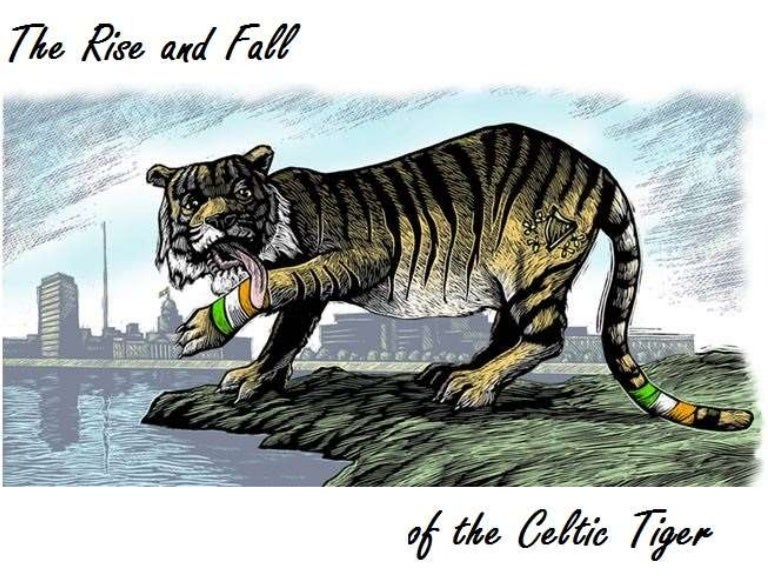 The Rise and Fall
of the Celtic Tiger